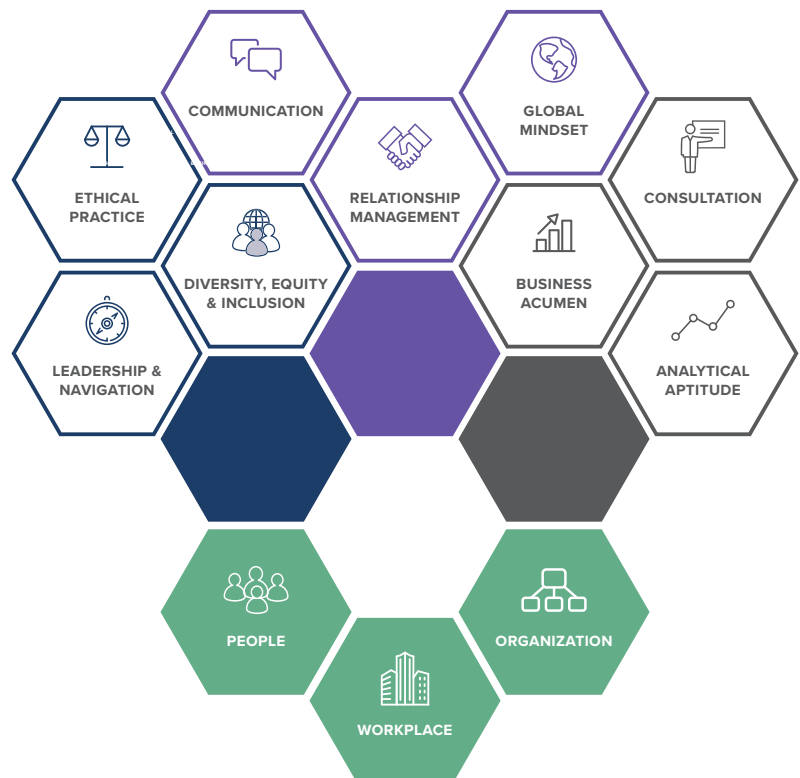 COMMUNICATION
GLOBAL
MINDSET
ETHICAL
PRACTICE
RELATIONSHIP
MANAGEMENT
CONSULTATION
DIVERSITY, EQUITY
& INCLUSION
BUSINESS
ACUMEN
LEADERSHIP &
NAVIGATION
ANALYTICAL
APTITUDE
PEOPLE
ORGANIZATION
WORKPLACE